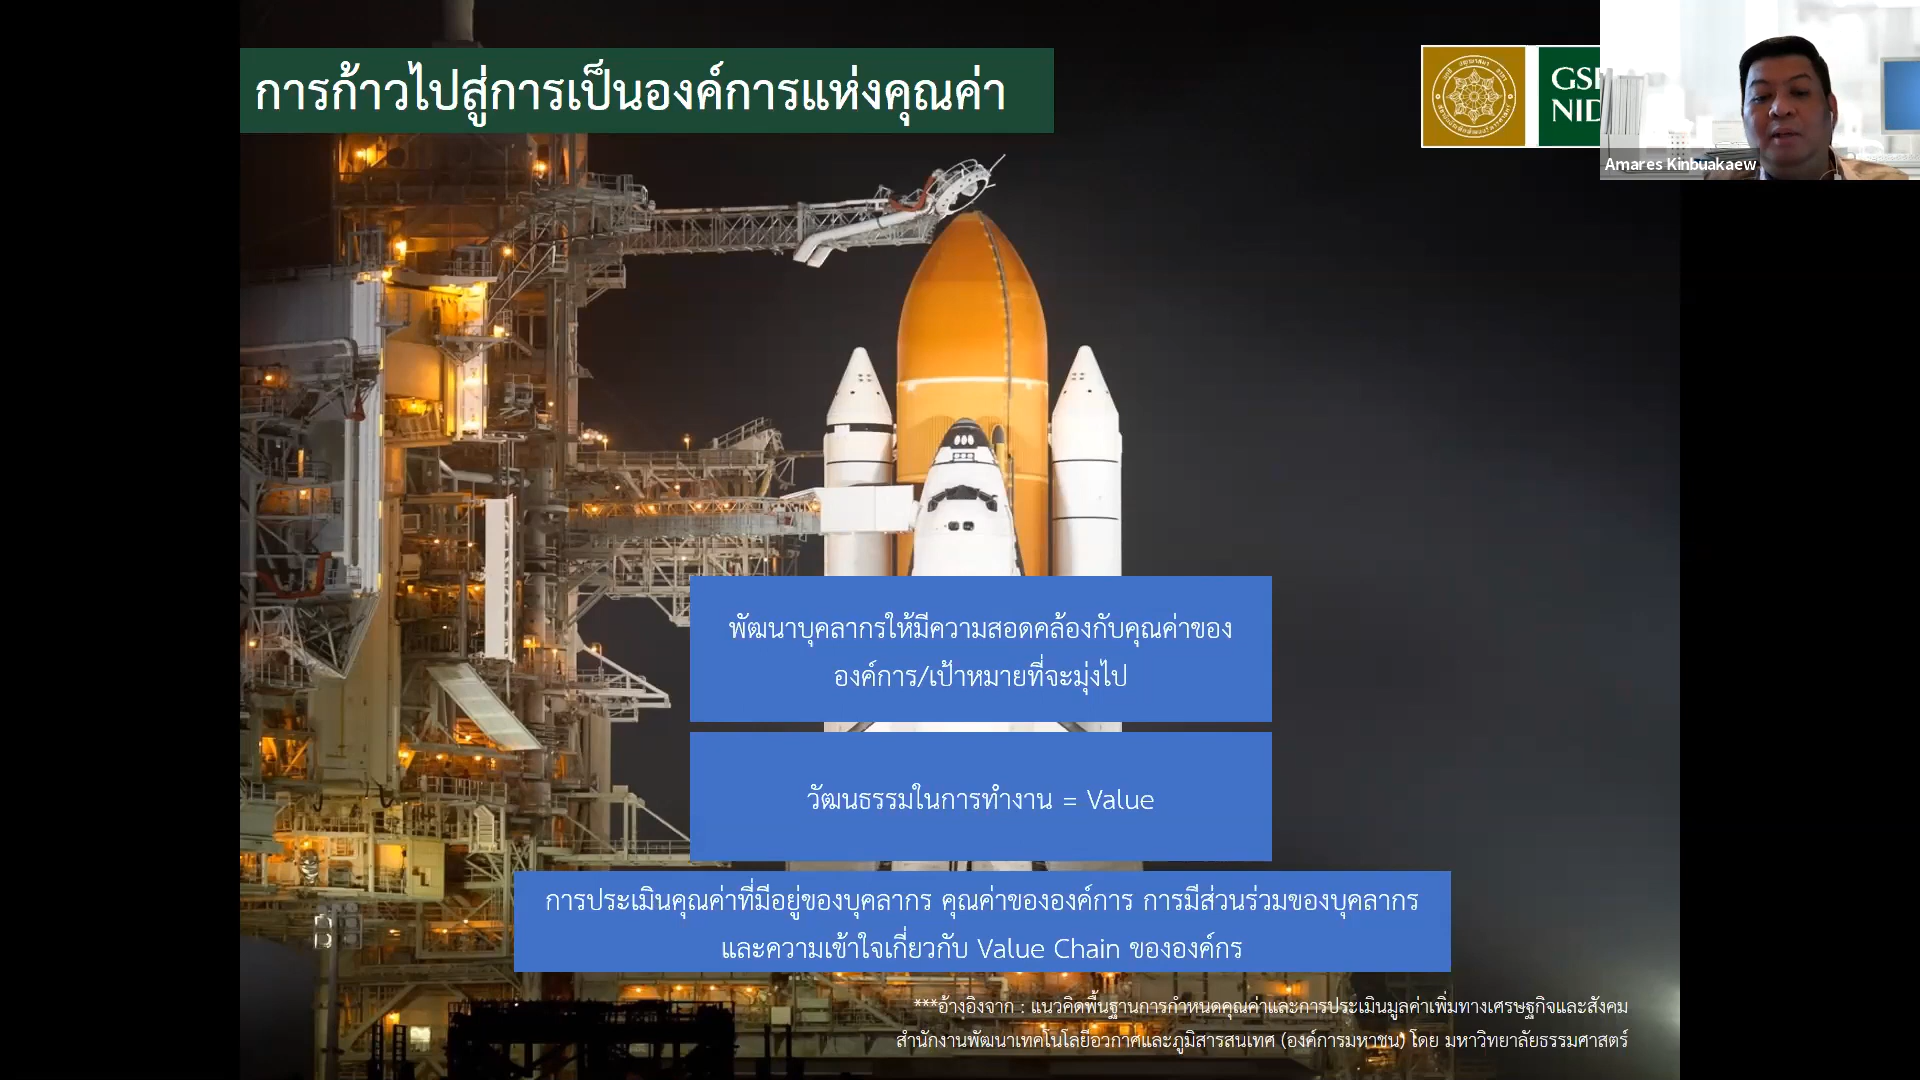 การก้าวไปสู่การเป็นองค์การแห่งคุณค่า
GSP
NID
Amares Kinbuakaew
พัฒนาบุคลากรให้มีความสอดคล้องกับคุณค่าของ
องค์การ/เป้าหมายที่จะมุ่งไป
วัฒนธรรมในการทำงาน = Value
การประเมินคุณค่าที่มีอยู่ของบุคลากร คุณค่าขององค์การ การมีส่วนร่วมของบุคลากร
และความเข้าใจเกี่ยวกับ Value Chain ขององค์กร
***อ้างอิงจาก : แนวคิดพื้นฐานการกำหนดคุณค่าและการประเมินมูลค่าเพิ่มทางเศรษฐกิจและสังคม
สำนักงานพัฒนาเทคโนโลยีอวกาศและภูมิสารสนเทศ (องค์การมหาชน) โดย มหาวิทยาลัยธรรมศาสตร์